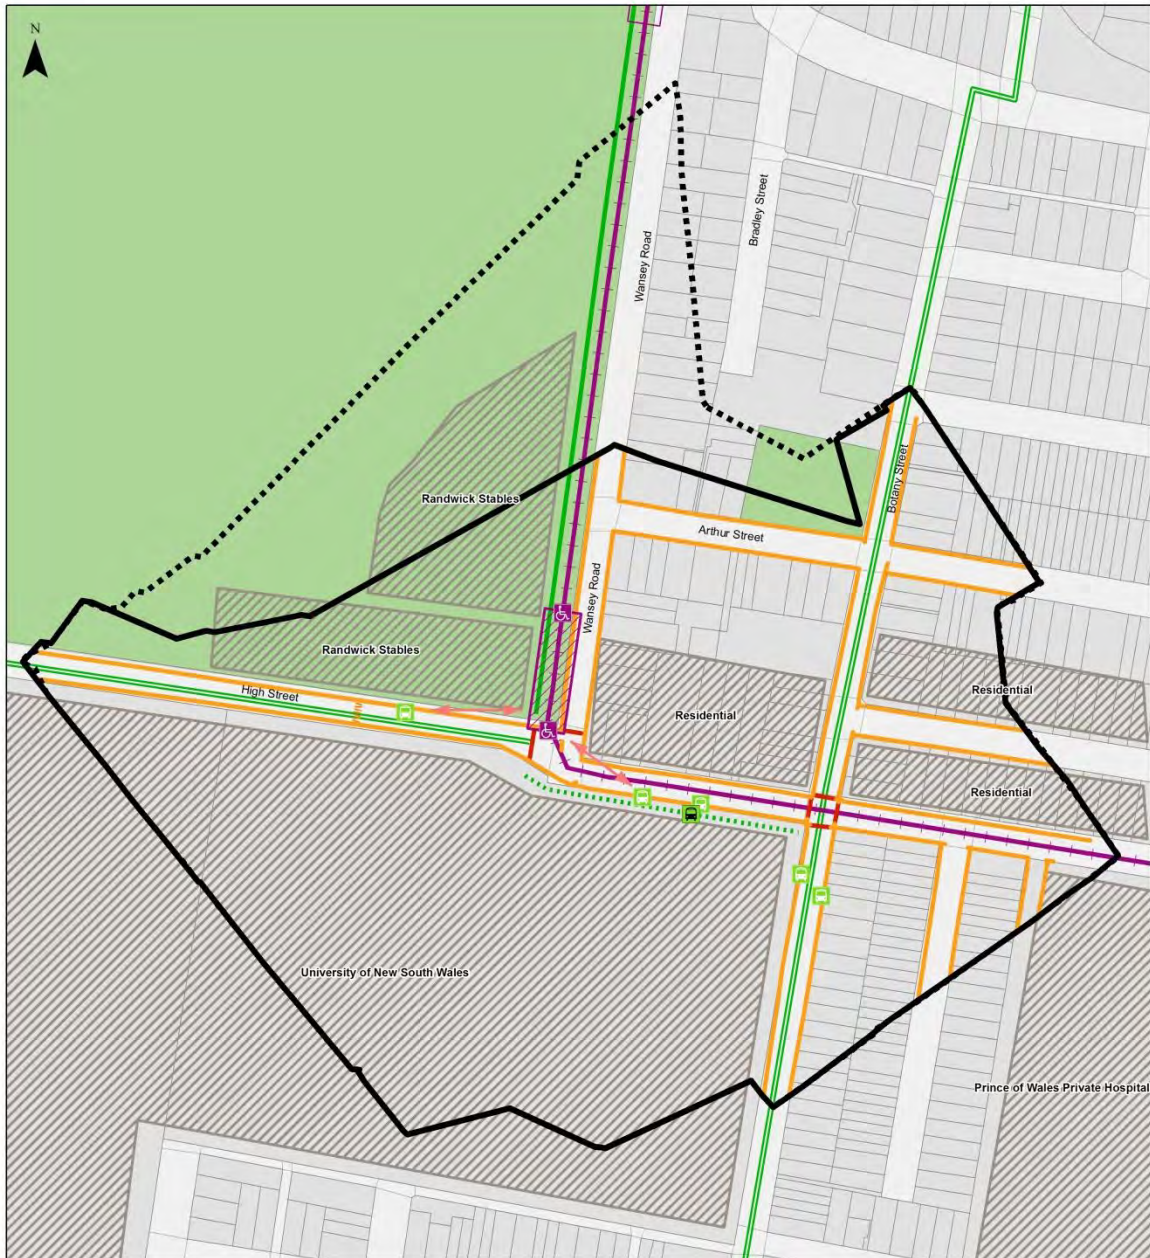 N
Bradley Street
Wansey Road
Botany Street
Randwick Stables
Arthur Street
Wansey Road
Randwick Stables
High Street
Residential
Residential
Residential
University of New South Wales
Prince of Wales Private Hospital